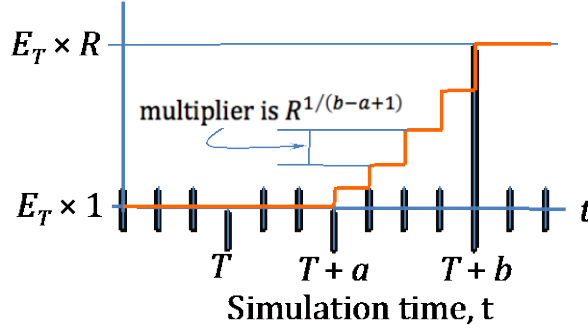 E_T × R
multiplier is R^{1/(b−a+1)}
E_T × 1
t
T
T + a
T + b
Simulation time, t